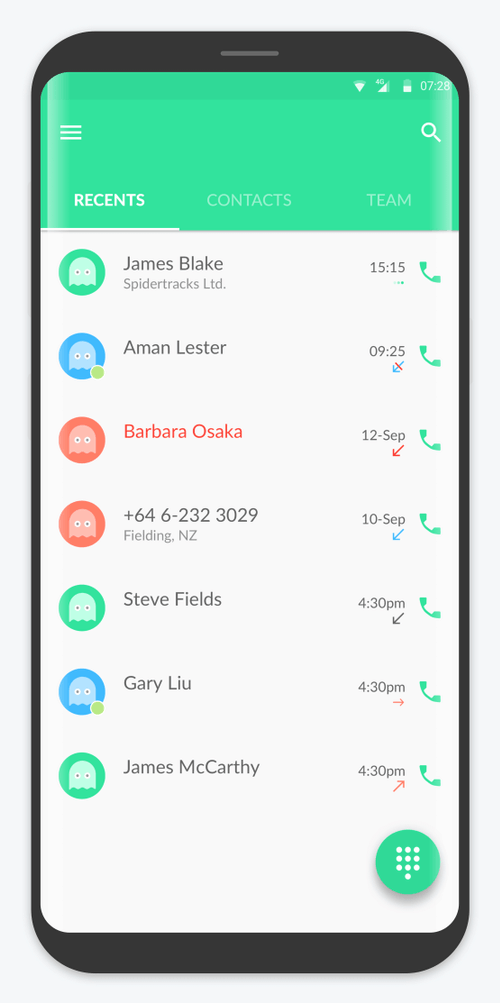 4G 07:28
RECENTS CONTACTS TEAM
James Blake 15:15
Spidertracks Ltd.
Aman Lester 09:25
Barbara Osaka 12-Sep
+64 6-232 3029 10-Sep
Fielding, NZ
Steve Fields 4:30pm
Gary Liu 4:30pm
James McCarthy 4:30pm